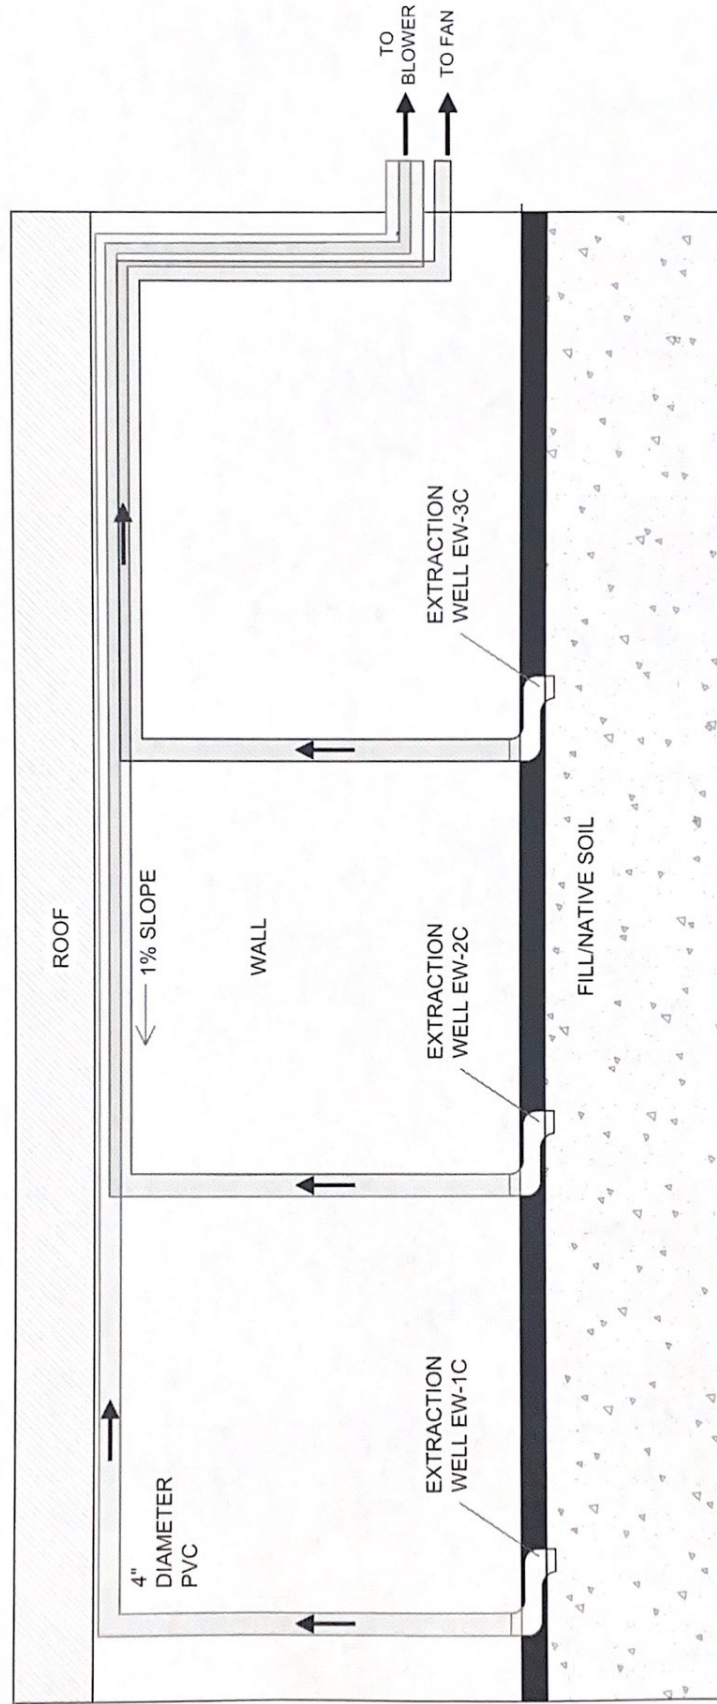 ROOF
1% SLOPE
WALL
4"
DIAMETER
PVC
EXTRACTION
WELL EW-1C
EXTRACTION
WELL EW-2C
EXTRACTION
WELL EW-3C
FILL/NATIVE SOIL
TO
BLOWER
TO FAN